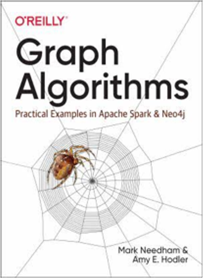 O'REILLY®
Graph
Algorithms
Practical Examples in Apache Spark & Neo4j
Mark Needham &
Amy E. Hodler